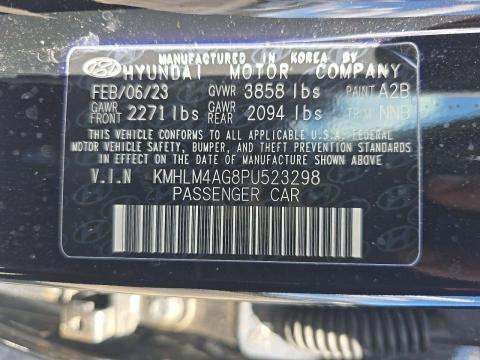 MANUFACTURED IN KOREA BY
HYUNDAI MOTOR COMPANY
FEB/06/23 GVWR 3858 lbs PAINT A2B
GAWR FRONT 2271 lbs GAWR REAR 2094 lbs TRIM NNB
THIS VEHICLE CONFORMS TO ALL APPLICABLE U.S.A. FEDERAL
MOTOR VEHICLE SAFETY, BUMPER, AND THEFT PREVENTION STANDARDS
IN EFFECT ON THE DATE OF MANUFACTURE SHOWN ABOVE.
V.I.N KMHLM4AG8PU523298
PASSENGER CAR